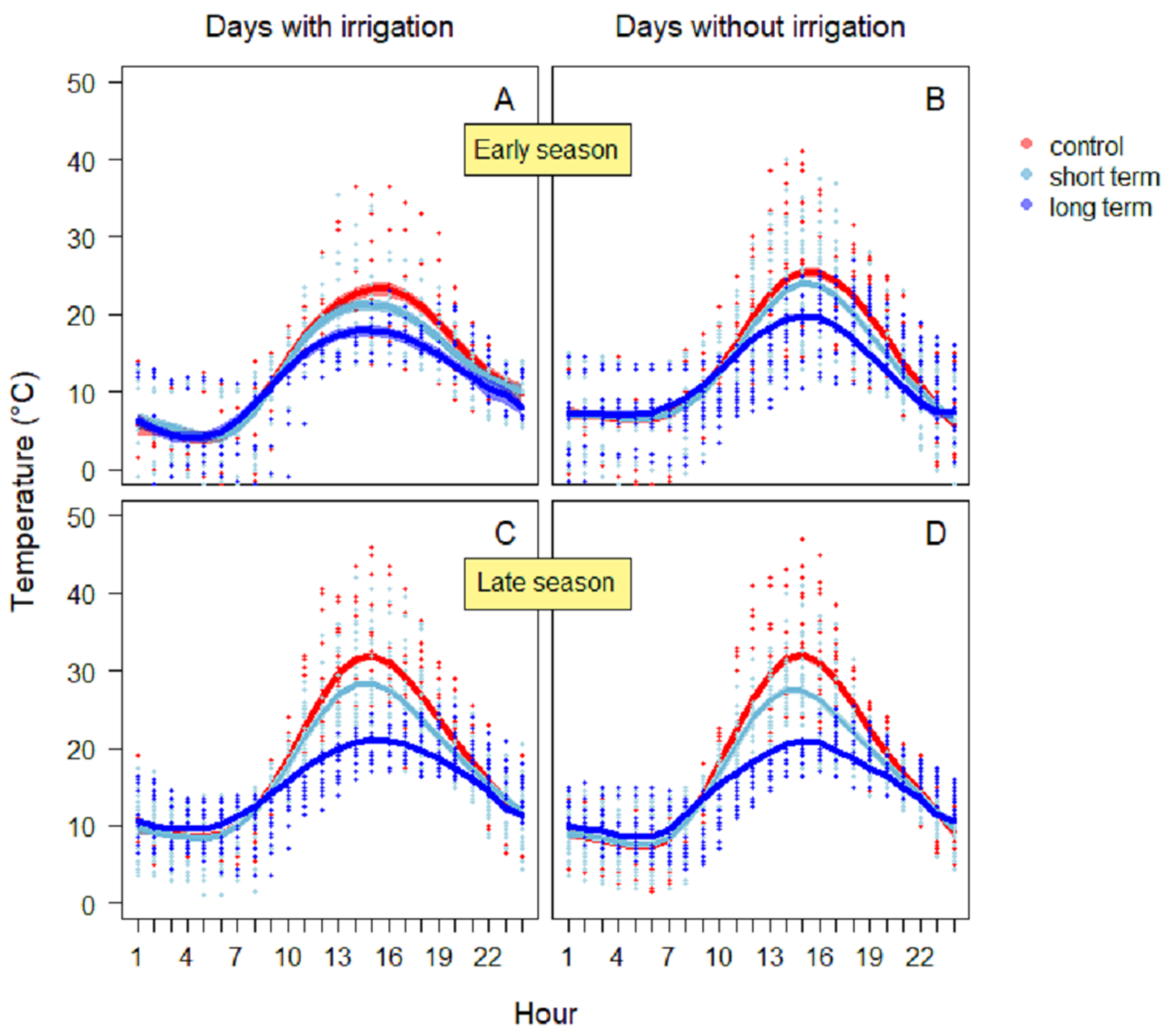 Days with irrigation
Days without irrigation
A
B
Early season
control
short term
long term
50
40
30
20
10
0
Temperature (°C)
C
D
Late season
50
40
30
20
10
0
1 4 7 10 13 16 19 22
1 4 7 10 13 16 19 22
Hour